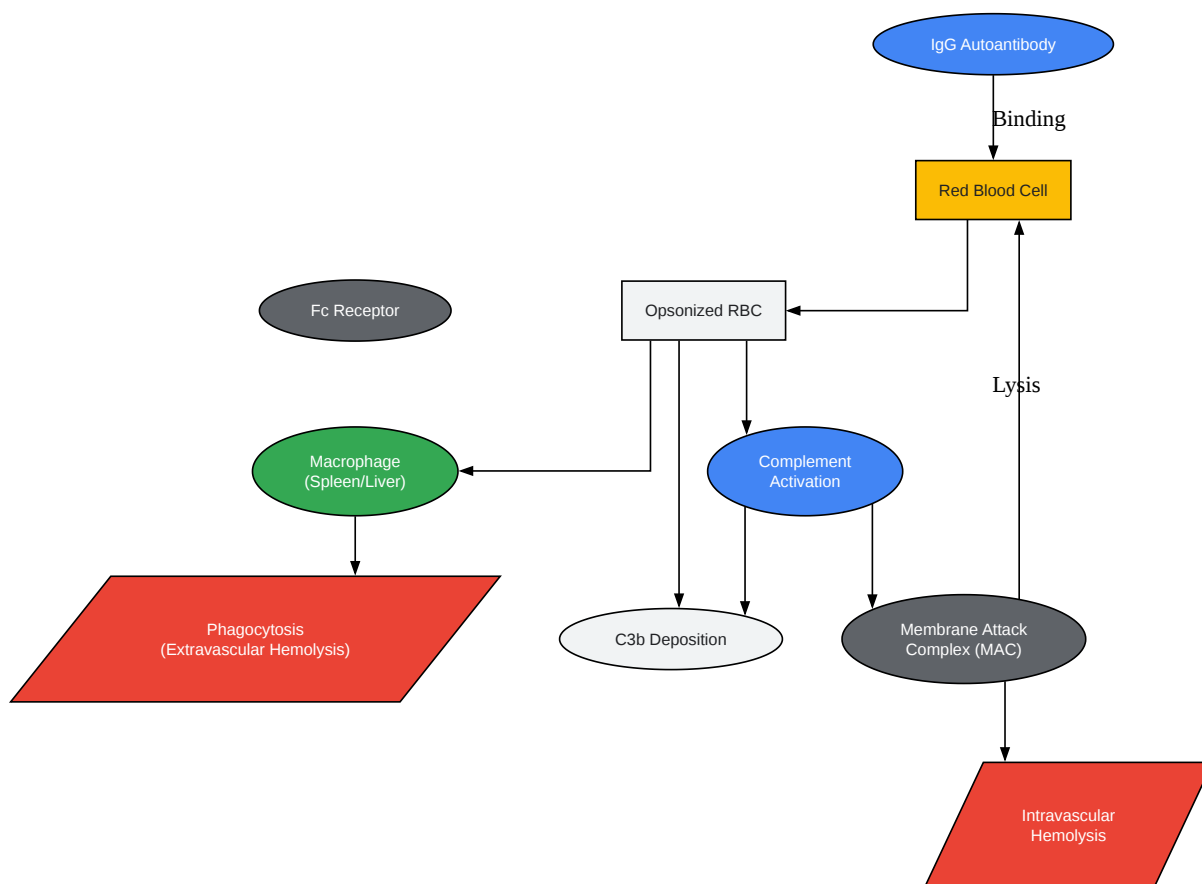 IgG Autoantibody
Binding
Red Blood Cell
Fc Receptor
Opsonized RBC
Lysis
Macrophage
(Spleen/Liver)
Complement
Activation
Phagocytosis
(Extravascular Hemolysis)
C3b Deposition
Membrane Attack
Complex (MAC)
Intravascular
Hemolysis